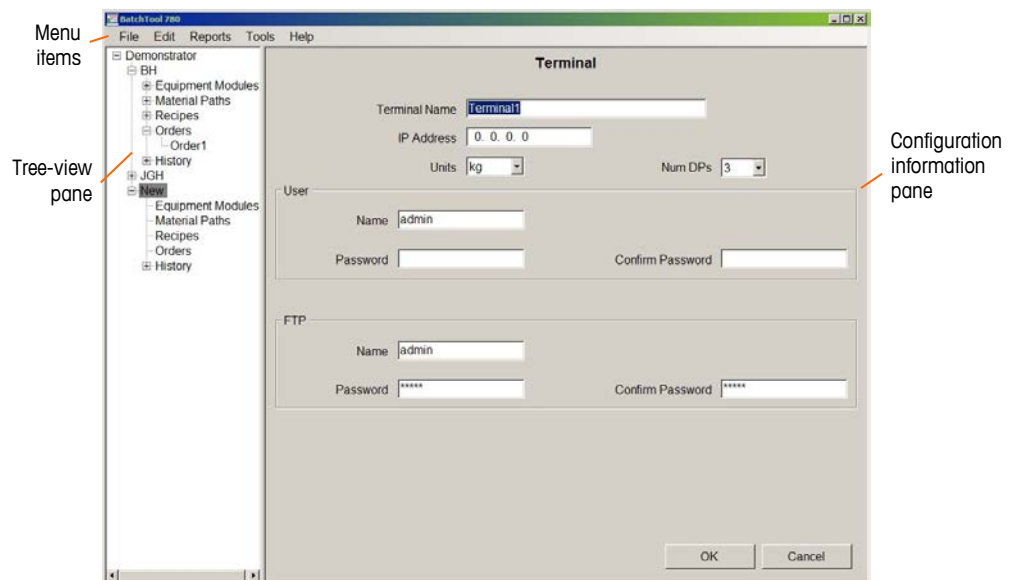 BatchTool 780
File Edit Reports Tools Help
Menu
items
Tree-view
pane
Demonstrator
BH
Equipment Modules
Material Paths
Recipes
Orders
Order1
History
JGH
New
Equipment Modules
Material Paths
Recipes
Orders
History
Terminal
Terminal Name Terminal1
IP Address 0. 0. 0. 0
Units kg Num DPs 3
User
Name admin
Password Confirm Password
FTP
Name admin
Password ***** Confirm Password *****
OK Cancel
Configuration
information
pane